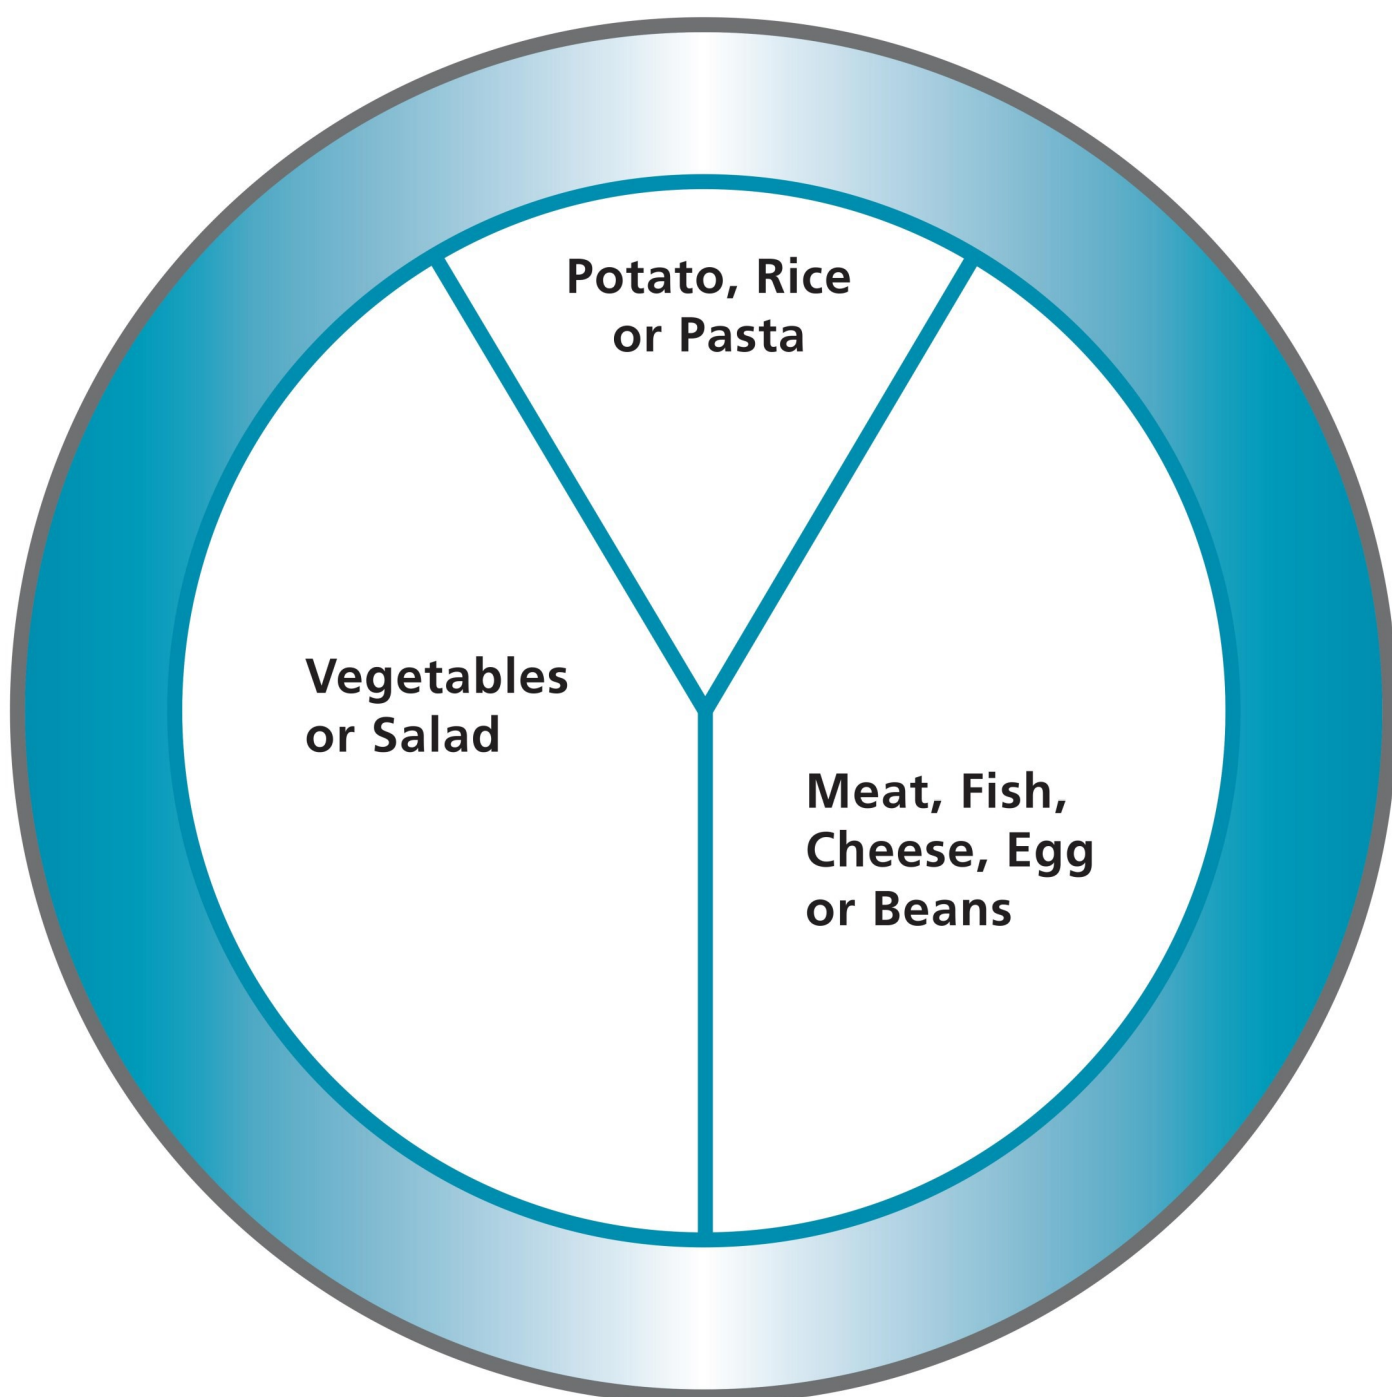 Potato, Rice
or Pasta
Vegetables
or Salad
Meat, Fish,
Cheese, Egg
or Beans